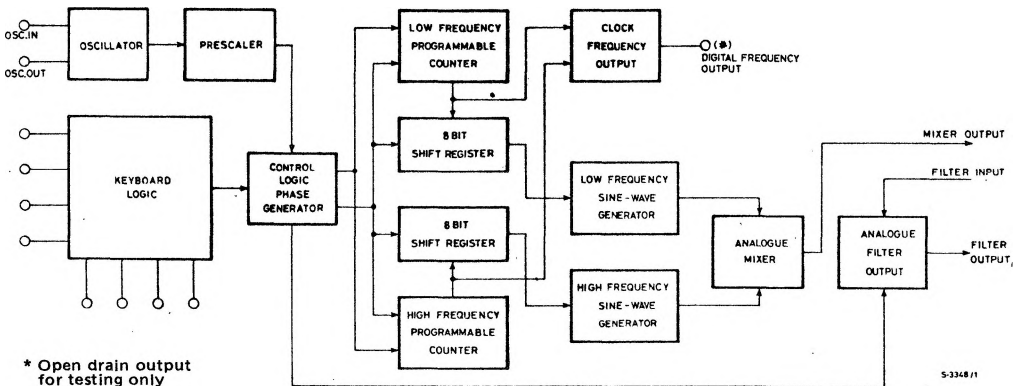 OSC.IN
OSC.OUT
OSCILLATOR
PRESCALER
LOW FREQUENCY
PROGRAMMABLE
COUNTER
CLOCK
FREQUENCY
OUTPUT
(*)
DIGITAL FREQUENCY
OUTPUT
KEYBOARD
LOGIC
CONTROL
LOGIC
PHASE
GENERATOR
8 BIT
SHIFT REGISTER
8 BIT
SHIFT REGISTER
HIGH FREQUENCY
PROGRAMMABLE
COUNTER
LOW FREQUENCY
SINE-WAVE
GENERATOR
HIGH FREQUENCY
SINE-WAVE
GENERATOR
ANALOGUE
MIXER
MIXER OUTPUT
FILTER INPUT
ANALOGUE
FILTER
OUTPUT
FILTER
OUTPUT
* Open drain output
for testing only
S-3348/1